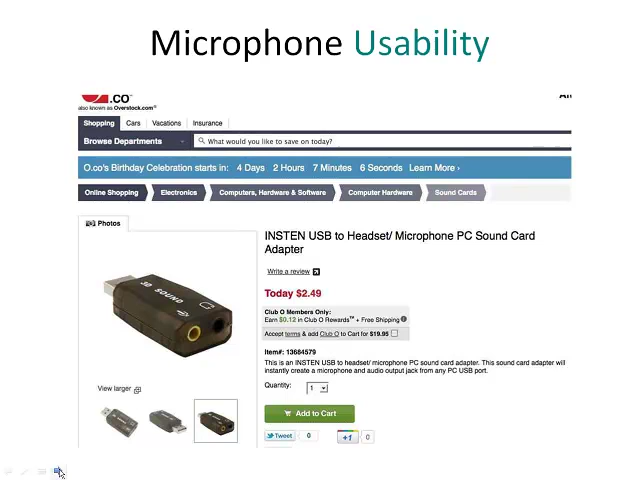 Microphone Usability
.CO™
also known as Overstock.com®
Shopping Cars Vacations Insurance
Browse Departments What would you like to save on today?
O.co's Birthday Celebration starts in: 4 Days 2 Hours 7 Minutes 6 Seconds Learn More ›
Online Shopping Electronics Computers, Hardware & Software Computer Hardware Sound Cards
Photos
INSTEN USB to Headset/ Microphone PC Sound Card
Adapter
Write a review
Today $2.49
Club O Members Only:
Earn $0.12 in Club O Rewards™ + Free Shipping
Accept terms & add Club O to Cart for $19.95
Item#: 13684579
This is an INSTEN USB to headset/ microphone PC sound card adapter. This sound card adapter will
instantly create a microphone and audio output jack from any PC USB port.
Quantity: 1
Add to Cart
Tweet 0 +1 0
3D SOUND
View larger